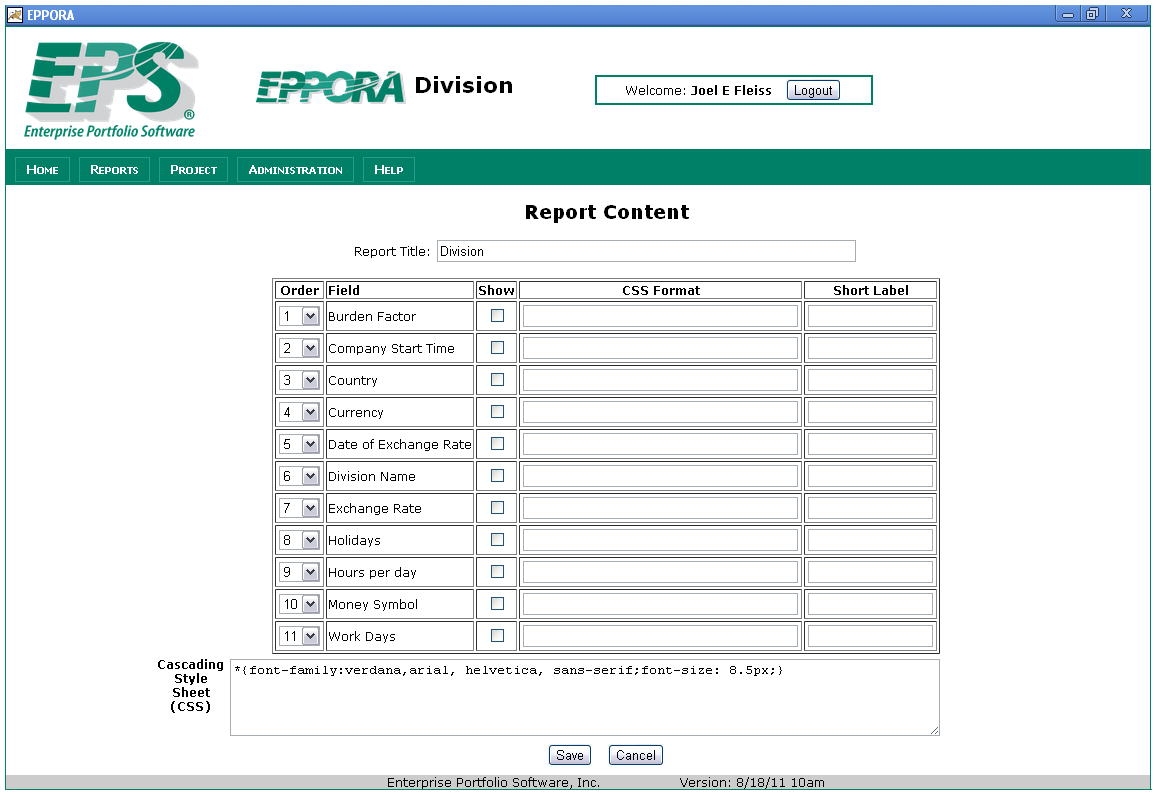 EPPORA
EPS®
Enterprise Portfolio Software
EPPORA Division
Welcome: Joel E Fleiss Logout
Home Reports Project Administration Help
Report Content
Report Title: Division
Order Field Show CSS Format Short Label
1 Burden Factor
2 Company Start Time
3 Country
4 Currency
5 Date of Exchange Rate
6 Division Name
7 Exchange Rate
8 Holidays
9 Hours per day
10 Money Symbol
11 Work Days
Cascading
Style
Sheet
(CSS)
*{font-family:verdana,arial, helvetica, sans-serif;font-size: 8.5px;}
Save Cancel
Enterprise Portfolio Software, Inc. Version: 8/18/11 10am